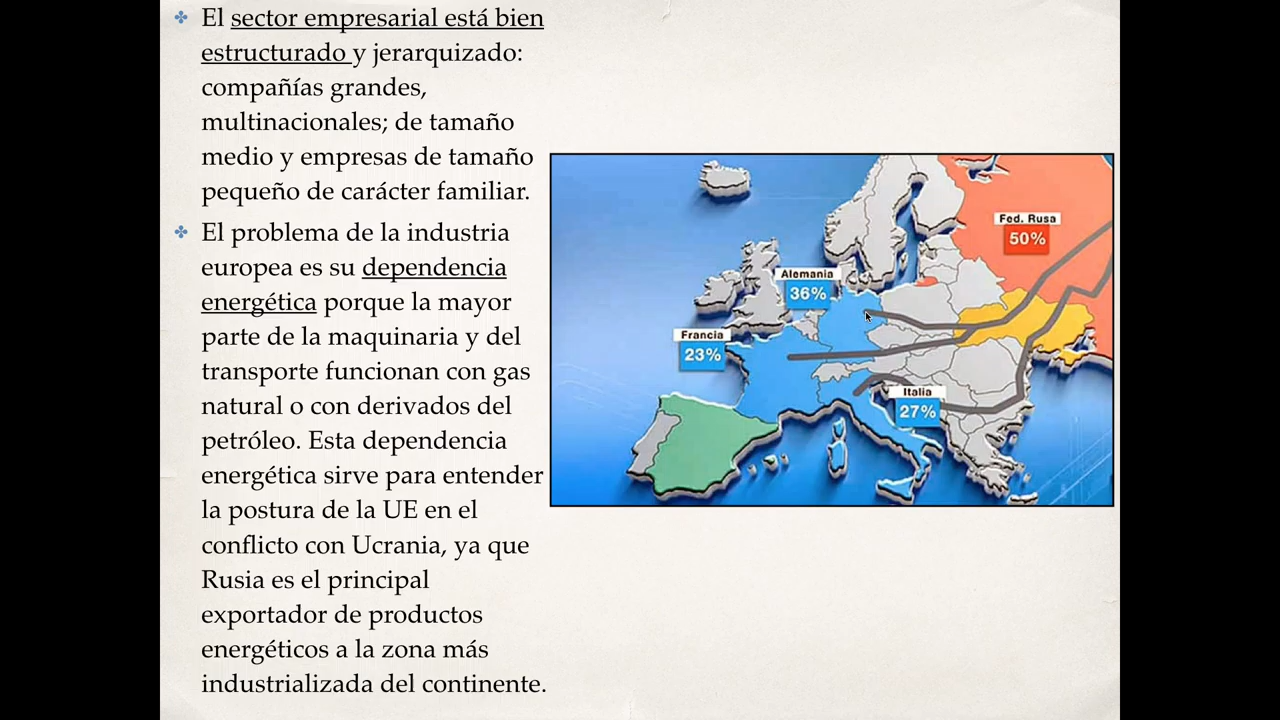 El sector empresarial está bien
estructurado y jerarquizado:
compañías grandes,
multinacionales; de tamaño
medio y empresas de tamaño
pequeño de carácter familiar.
El problema de la industria
europea es su dependencia
energética porque la mayor
parte de la maquinaria y del
transporte funcionan con gas
natural o con derivados del
petróleo. Esta dependencia
energética sirve para entender
la postura de la UE en el
conflicto con Ucrania, ya que
Rusia es el principal
exportador de productos
energéticos a la zona más
industrializada del continente.
Fed. Rusa
50%
Alemania
36%
Francia
23%
Italia
27%